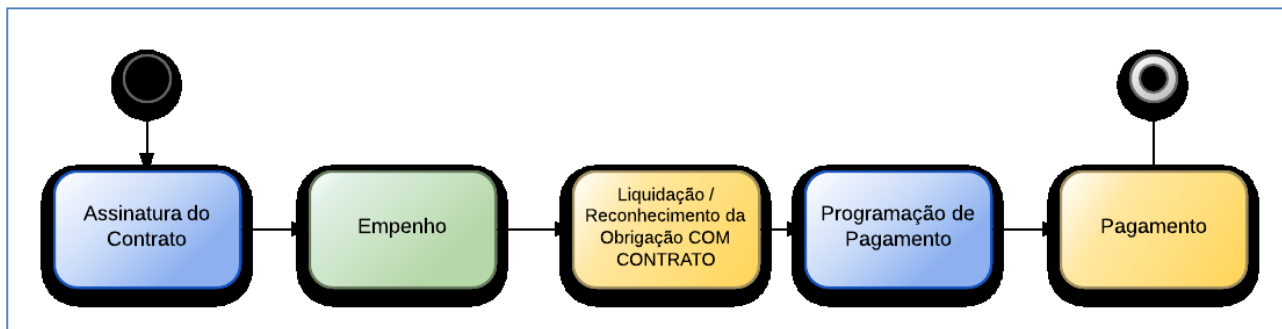 Assinatura do
Contrato
Empenho
Liquidação /
Reconhecimento da
Obrigação COM
CONTRATO
Programação de
Pagamento
Pagamento